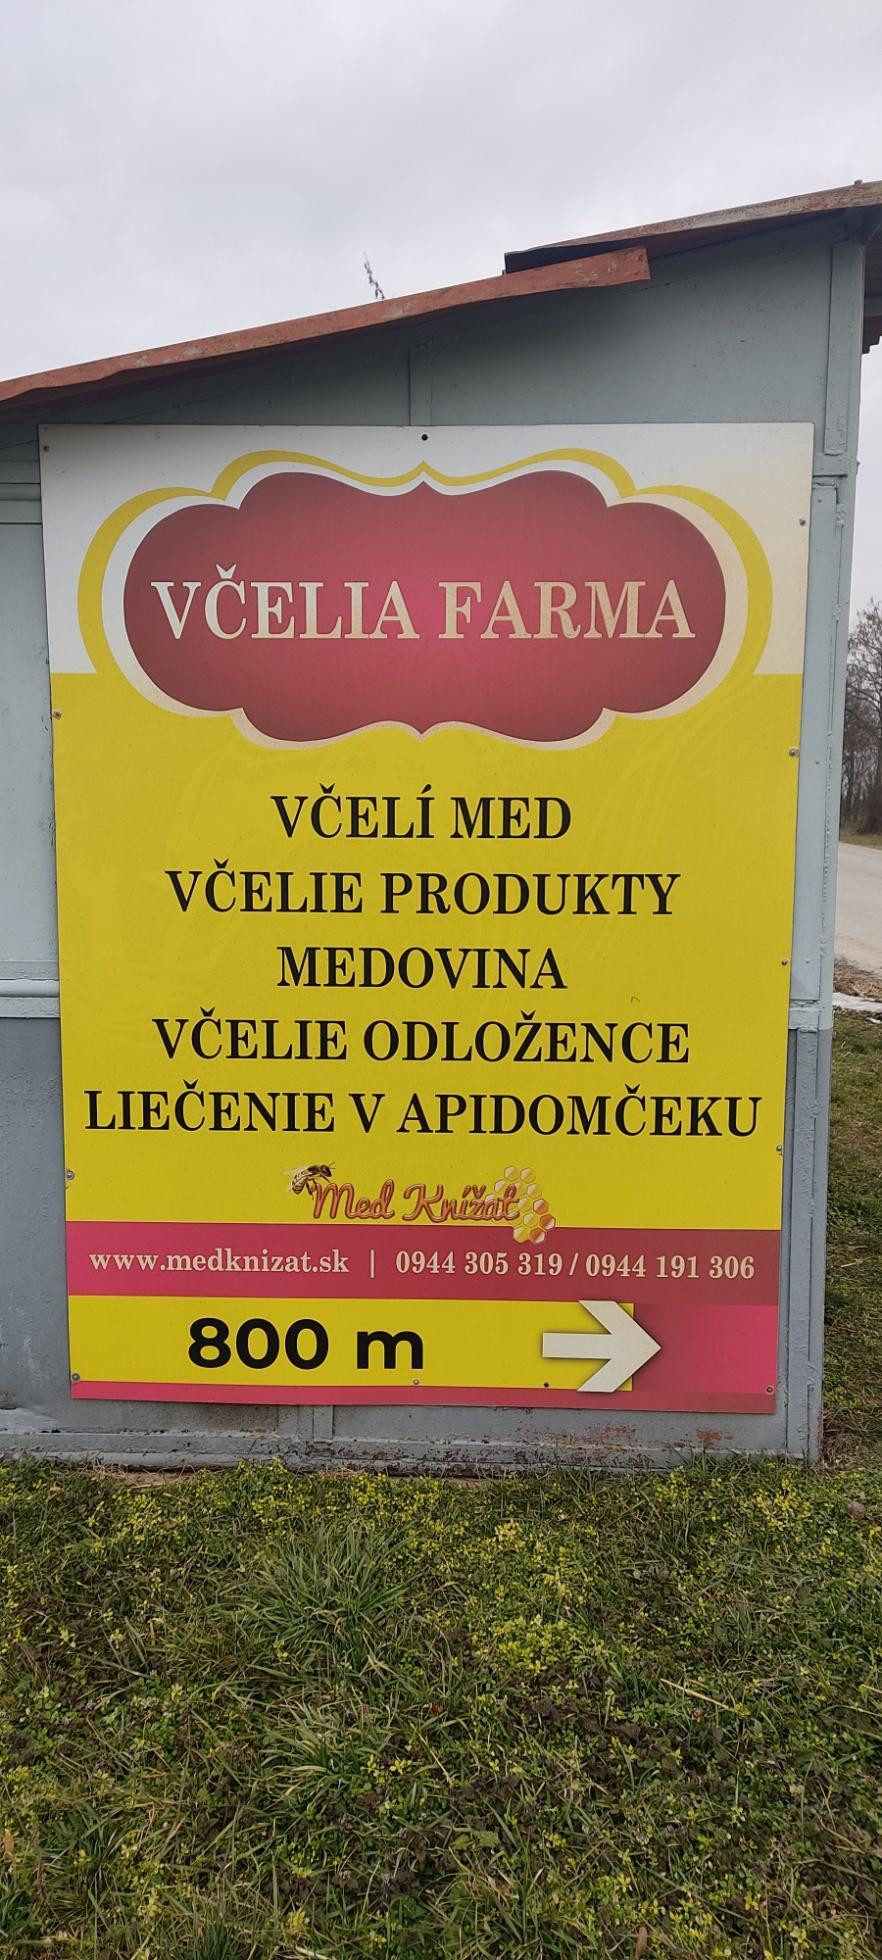 VČELIA FARMA
VČELÍ MED
VČELIE PRODUKTY
MEDOVINA
VČELIE ODLOŽENCE
LIEČENIE V APIDOMČEKU
Med Knížat
www.medknizat.sk | 0944 305 319 / 0944 191 306
800 m